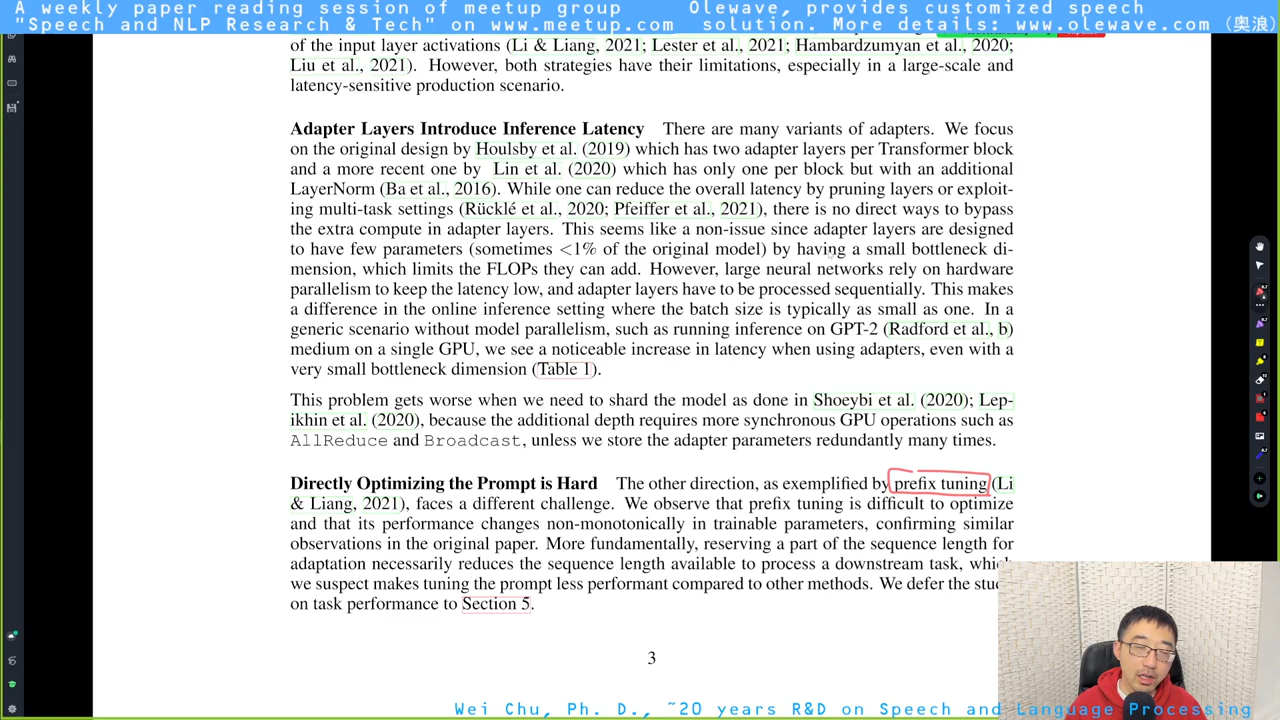 A weekly paper reading session of meetup group Olewave, provides customized speech
"Speech and NLP Research & Tech" on www.meetup.com solution. More details: www.olewave.com (奥浪)
of the input layer activations (Li & Liang, 2021; Lester et al., 2021; Hambardzumyan et al., 2020;
Liu et al., 2021). However, both strategies have their limitations, especially in a large-scale and
latency-sensitive production scenario.
Adapter Layers Introduce Inference Latency There are many variants of adapters. We focus
on the original design by Houlsby et al. (2019) which has two adapter layers per Transformer block
and a more recent one by Lin et al. (2020) which has only one per block but with an additional
LayerNorm (Ba et al., 2016). While one can reduce the overall latency by pruning layers or exploit-
ing multi-task settings (Rücklé et al., 2020; Pfeiffer et al., 2021), there is no direct ways to bypass
the extra compute in adapter layers. This seems like a non-issue since adapter layers are designed
to have few parameters (sometimes <1% of the original model) by having a small bottleneck di-
mension, which limits the FLOPs they can add. However, large neural networks rely on hardware
parallelism to keep the latency low, and adapter layers have to be processed sequentially. This makes
a difference in the online inference setting where the batch size is typically as small as one. In a
generic scenario without model parallelism, such as running inference on GPT-2 (Radford et al., b)
medium on a single GPU, we see a noticeable increase in latency when using adapters, even with a
very small bottleneck dimension (Table 1).
This problem gets worse when we need to shard the model as done in Shoeybi et al. (2020); Lep-
ikhin et al. (2020), because the additional depth requires more synchronous GPU operations such as
AllReduce and Broadcast, unless we store the adapter parameters redundantly many times.
Directly Optimizing the Prompt is Hard The other direction, as exemplified by prefix tuning (Li
& Liang, 2021), faces a different challenge. We observe that prefix tuning is difficult to optimize
and that its performance changes non-monotonically in trainable parameters, confirming similar
observations in the original paper. More fundamentally, reserving a part of the sequence length for
adaptation necessarily reduces the sequence length available to process a downstream task, which
we suspect makes tuning the prompt less performant compared to other methods. We defer the
on task performance to Section 5.
3
Wei Chu, Ph. D., ~20 years R&D on Speech and Language Processing